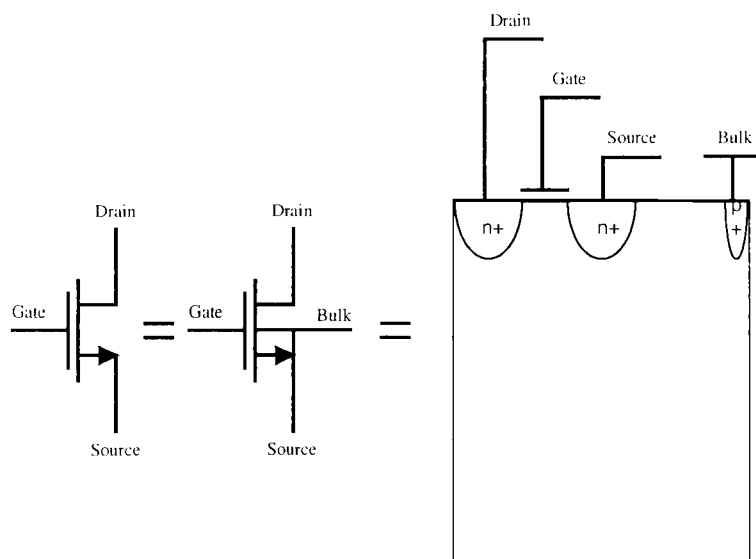 Drain
Gate
Source
Bulk
Drain
Drain
Gate
Gate
Bulk
Source
Source
n+
n+
p
+